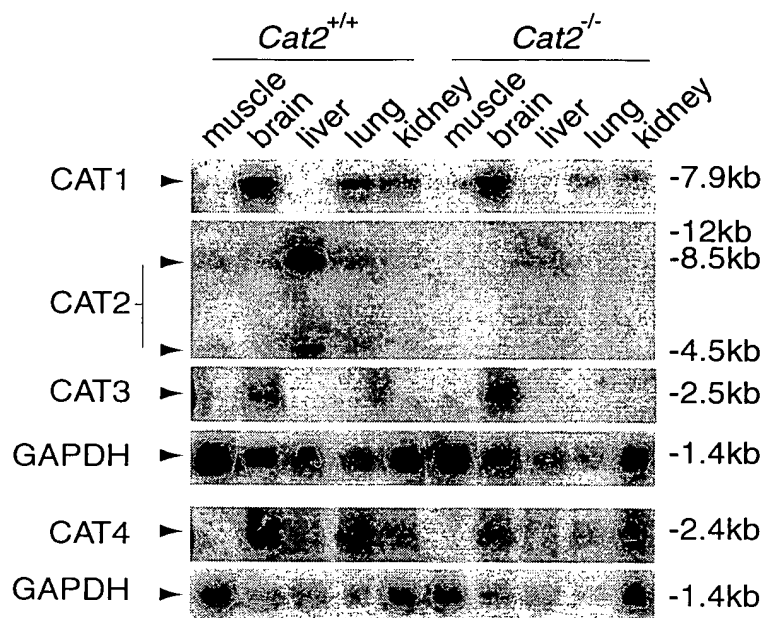 Cat2+/+ Cat2-/-
muscle brain liver lung kidney muscle brain liver lung kidney
CAT1 -7.9kb
-12kb
-8.5kb
CAT2
-4.5kb
CAT3 -2.5kb
GAPDH -1.4kb
CAT4 -2.4kb
GAPDH -1.4kb